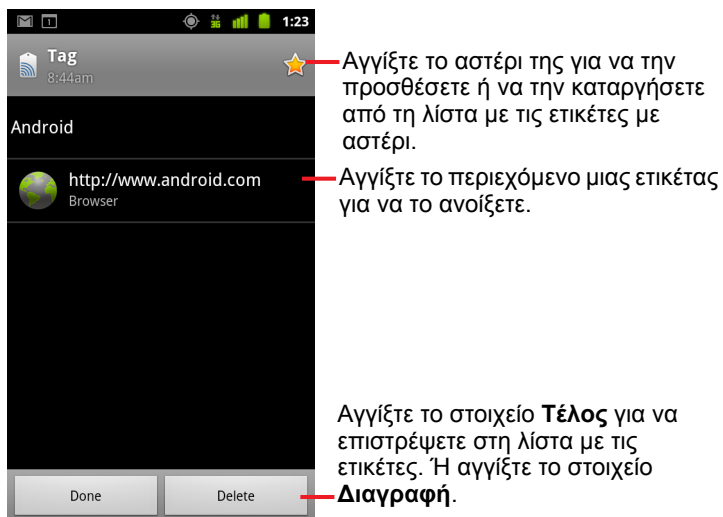 1 3G 1:23
Tag
8:44am
Αγγίξτε το αστέρι της για να την
προσθέσετε ή να την καταργήσετε
από τη λίστα με τις ετικέτες με
αστέρι.
Android
http://www.android.com
Browser
Αγγίξτε το περιεχόμενο μιας ετικέτας
για να το ανοίξετε.
Αγγίξτε το στοιχείο Τέλος για να
επιστρέψετε στη λίστα με τις
ετικέτες. Ή αγγίξτε το στοιχείο
Διαγραφή.
Done Delete